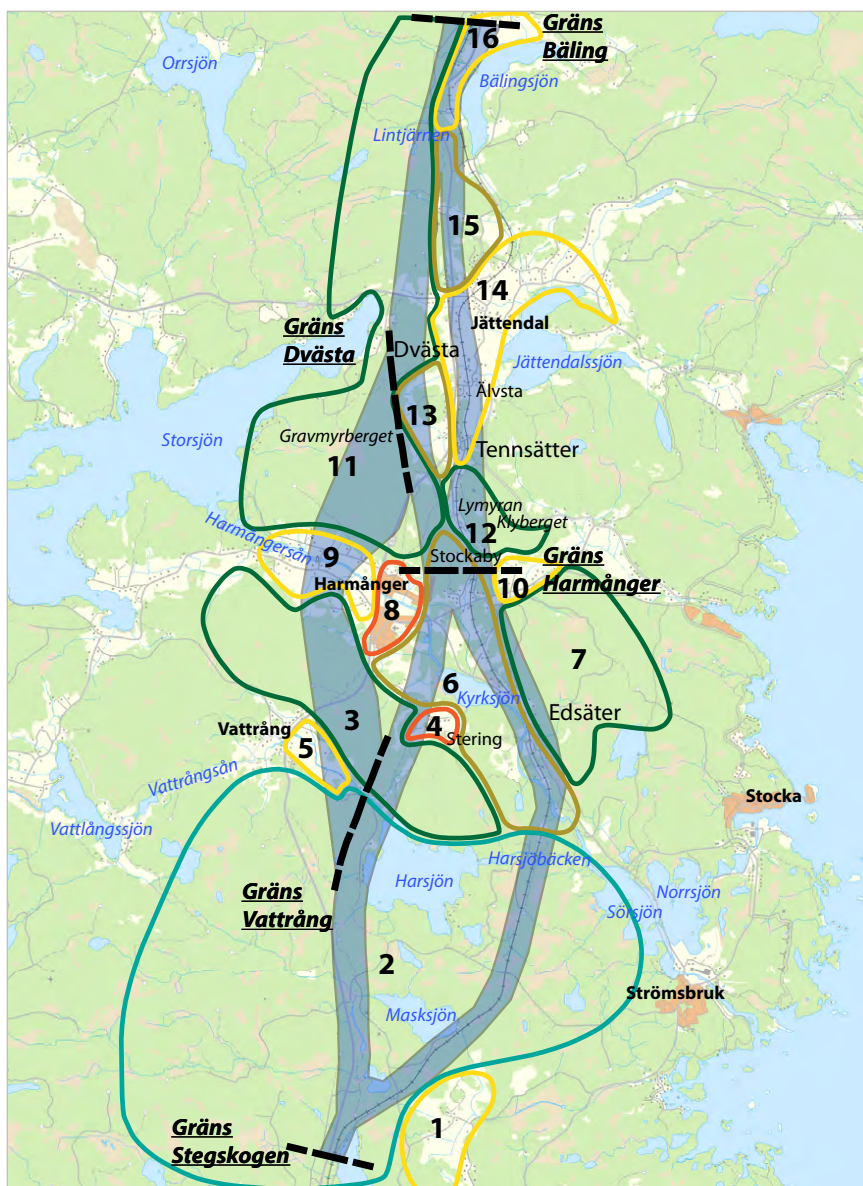 Gräns
Bäling
16
Orrsjön
Bälingsjön
Lintjärnen
15
14
Gräns
Dvästa
Jättendal
Dvästa
Jättendalssjön
Älvsta
13
Storsjön
Gravmyrberget
11
Tennsätter
Lymyran
Klyberget
12
Harmångersån
9
Stockaby
Gräns
Harmånger
Harmånger
10
8
7
6
Kyrksjön
Edsäter
3
4
Stering
Vattrång
5
Vattrångsån
Stocka
Vattlångssjön
Harsjöbäcken
Harsjön
Norrsjön
Gräns
Vattrång
Sörsjön
2
Strömsbruk
Masksjön
1
Gräns
Stegskogen